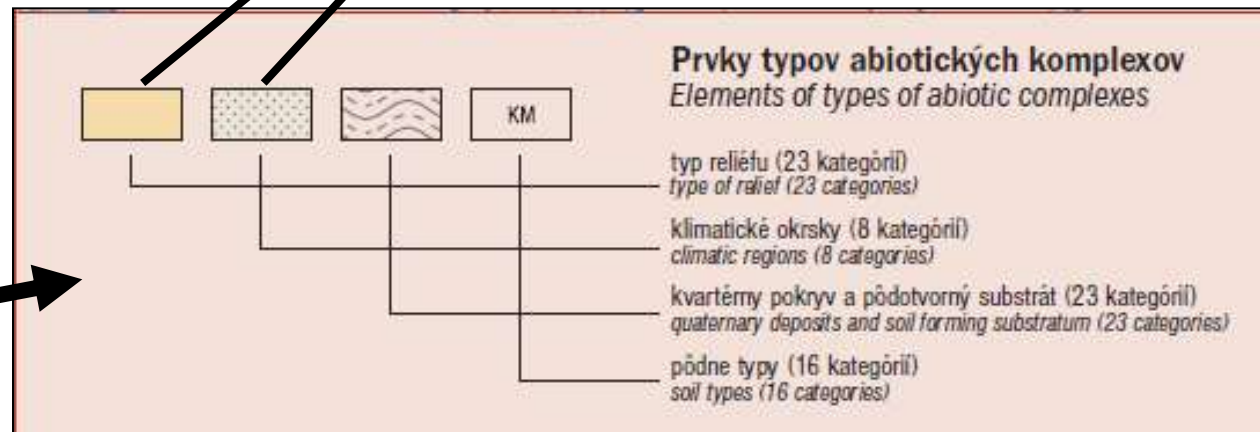 Prvky typov abiotických komplexov
Elements of types of abiotic complexes
KM
typ reliéfu (23 kategórií)
type of relief (23 categories)
klimatické okrsky (8 kategórií)
climatic regions (8 categories)
kvartérny pokryv a pôdotvorný substrát (23 kategórií)
quaternary deposits and soil forming substratum (23 categories)
pôdne typy (16 kategórií)
soil types (16 categories)